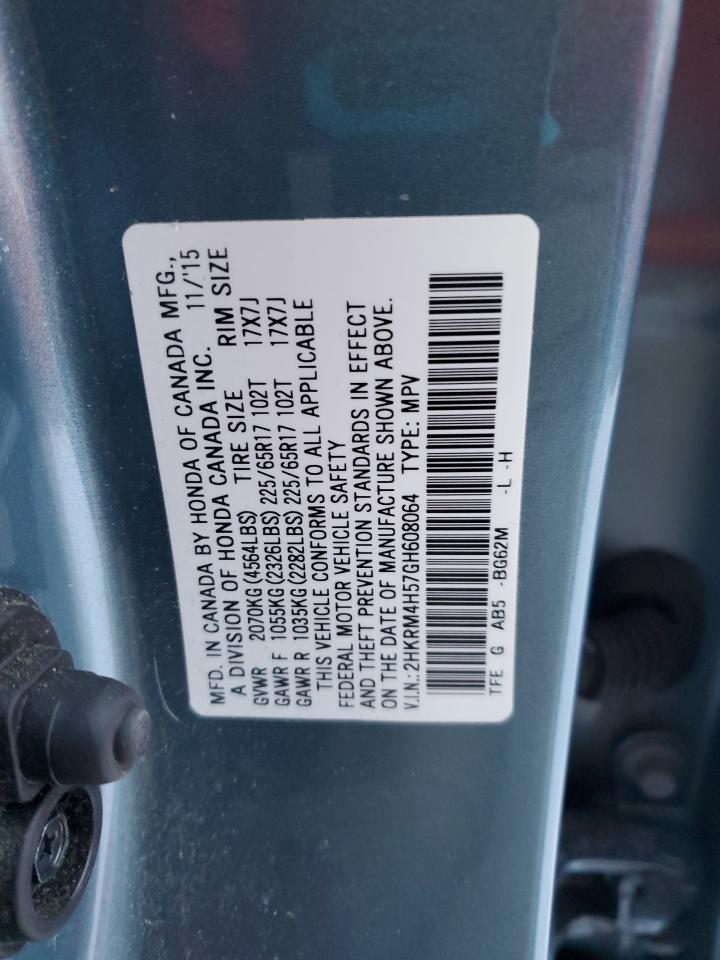 MFD. IN CANADA BY HONDA OF CANADA MFG.,
A DIVISION OF HONDA CANADA INC. 11/'15
TIRE SIZE RIM SIZE
GVWR 2070KG(4564LBS)
GAWR F 1055KG(2326LBS) 225/65R17 102T 17X7J
GAWR R 1035KG(2282LBS) 225/65R17 102T 17X7J
THIS VEHICLE CONFORMS TO ALL APPLICABLE
FEDERAL MOTOR VEHICLE SAFETY
AND THEFT PREVENTION STANDARDS IN EFFECT
ON THE DATE OF MANUFACTURE SHOWN ABOVE.
V.I.N.:2HKRM4H57GH608064 TYPE: MPV
TFE G AB5 -BG62M -L -H